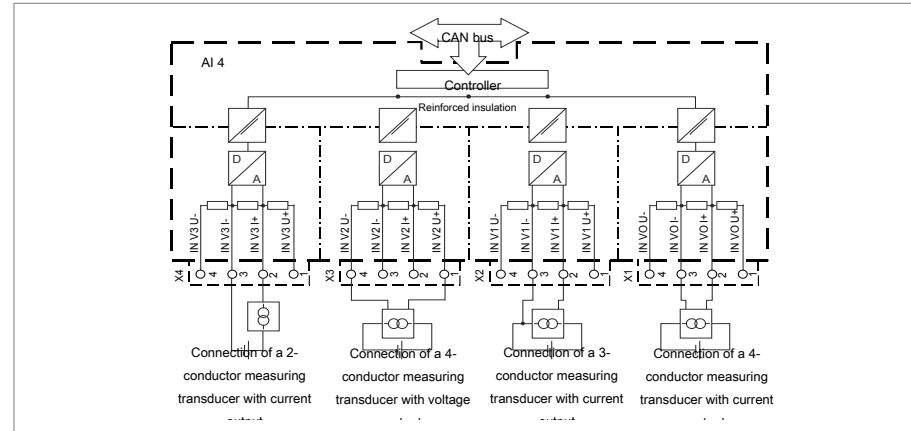 CAN bus
AI 4
Controller
Reinforced insulation
D
A
D
A
D
A
D
A
IN V3 U-
IN V3 I-
IN V3 I+
IN V3 U+
IN V2 U-
IN V2 I-
IN V2 I+
IN V2 U+
IN V1 U-
IN V1 I-
IN V1 I+
IN V1 U+
IN VO U-
IN VO I-
IN VO I+
IN VO U+
X4
4
3
2
1
X3
4
3
2
1
X2
4
3
2
1
X1
4
3
2
1
Connection of a 2-
conductor measuring
transducer with current
Connection of a 4-
conductor measuring
transducer with voltage
Connection of a 3-
conductor measuring
transducer with current
Connection of a 4-
conductor measuring
transducer with current